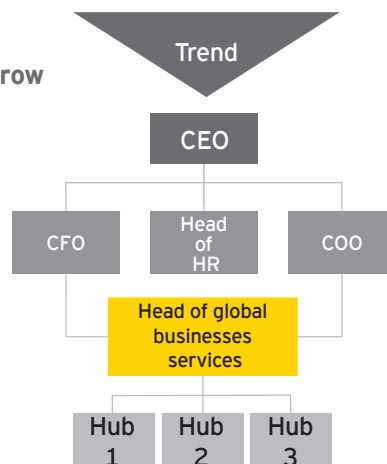 Trend
row
CEO
CFO
Head
of
HR
COO
Head of global
businesses
services
Hub
1
Hub
2
Hub
3